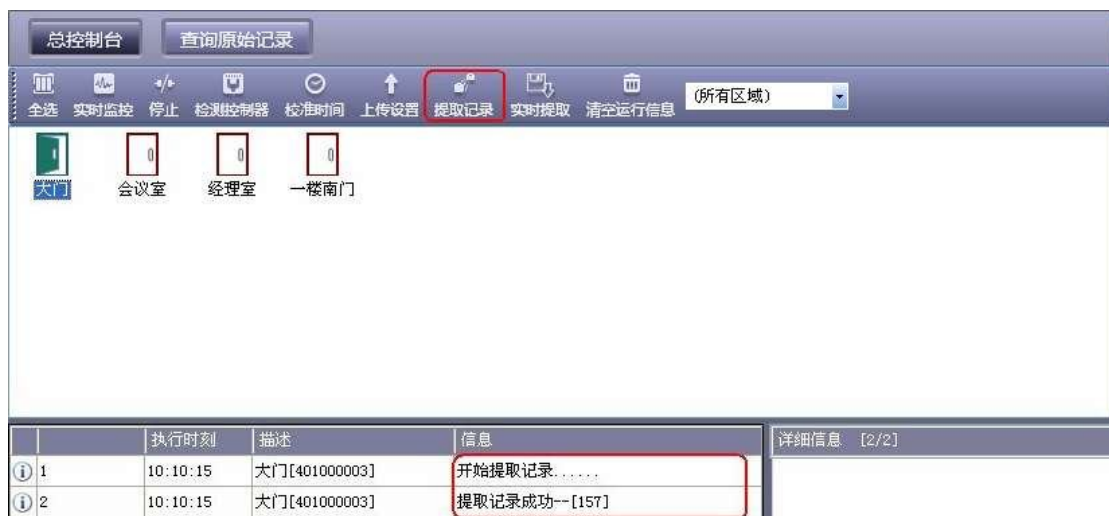 总控制台 查询原始记录
全选 实时监控 停止 检测控制器 校准时间 上传设置 提取记录 实时提取 清空运行信息 (所有区域)
大门 会议室 经理室 一楼南门
执行时刻 描述 信息 详细信息 [2/2]
1 10:10:15 大门[401000003] 开始提取记录......
2 10:10:15 大门[401000003] 提取记录成功--[157]